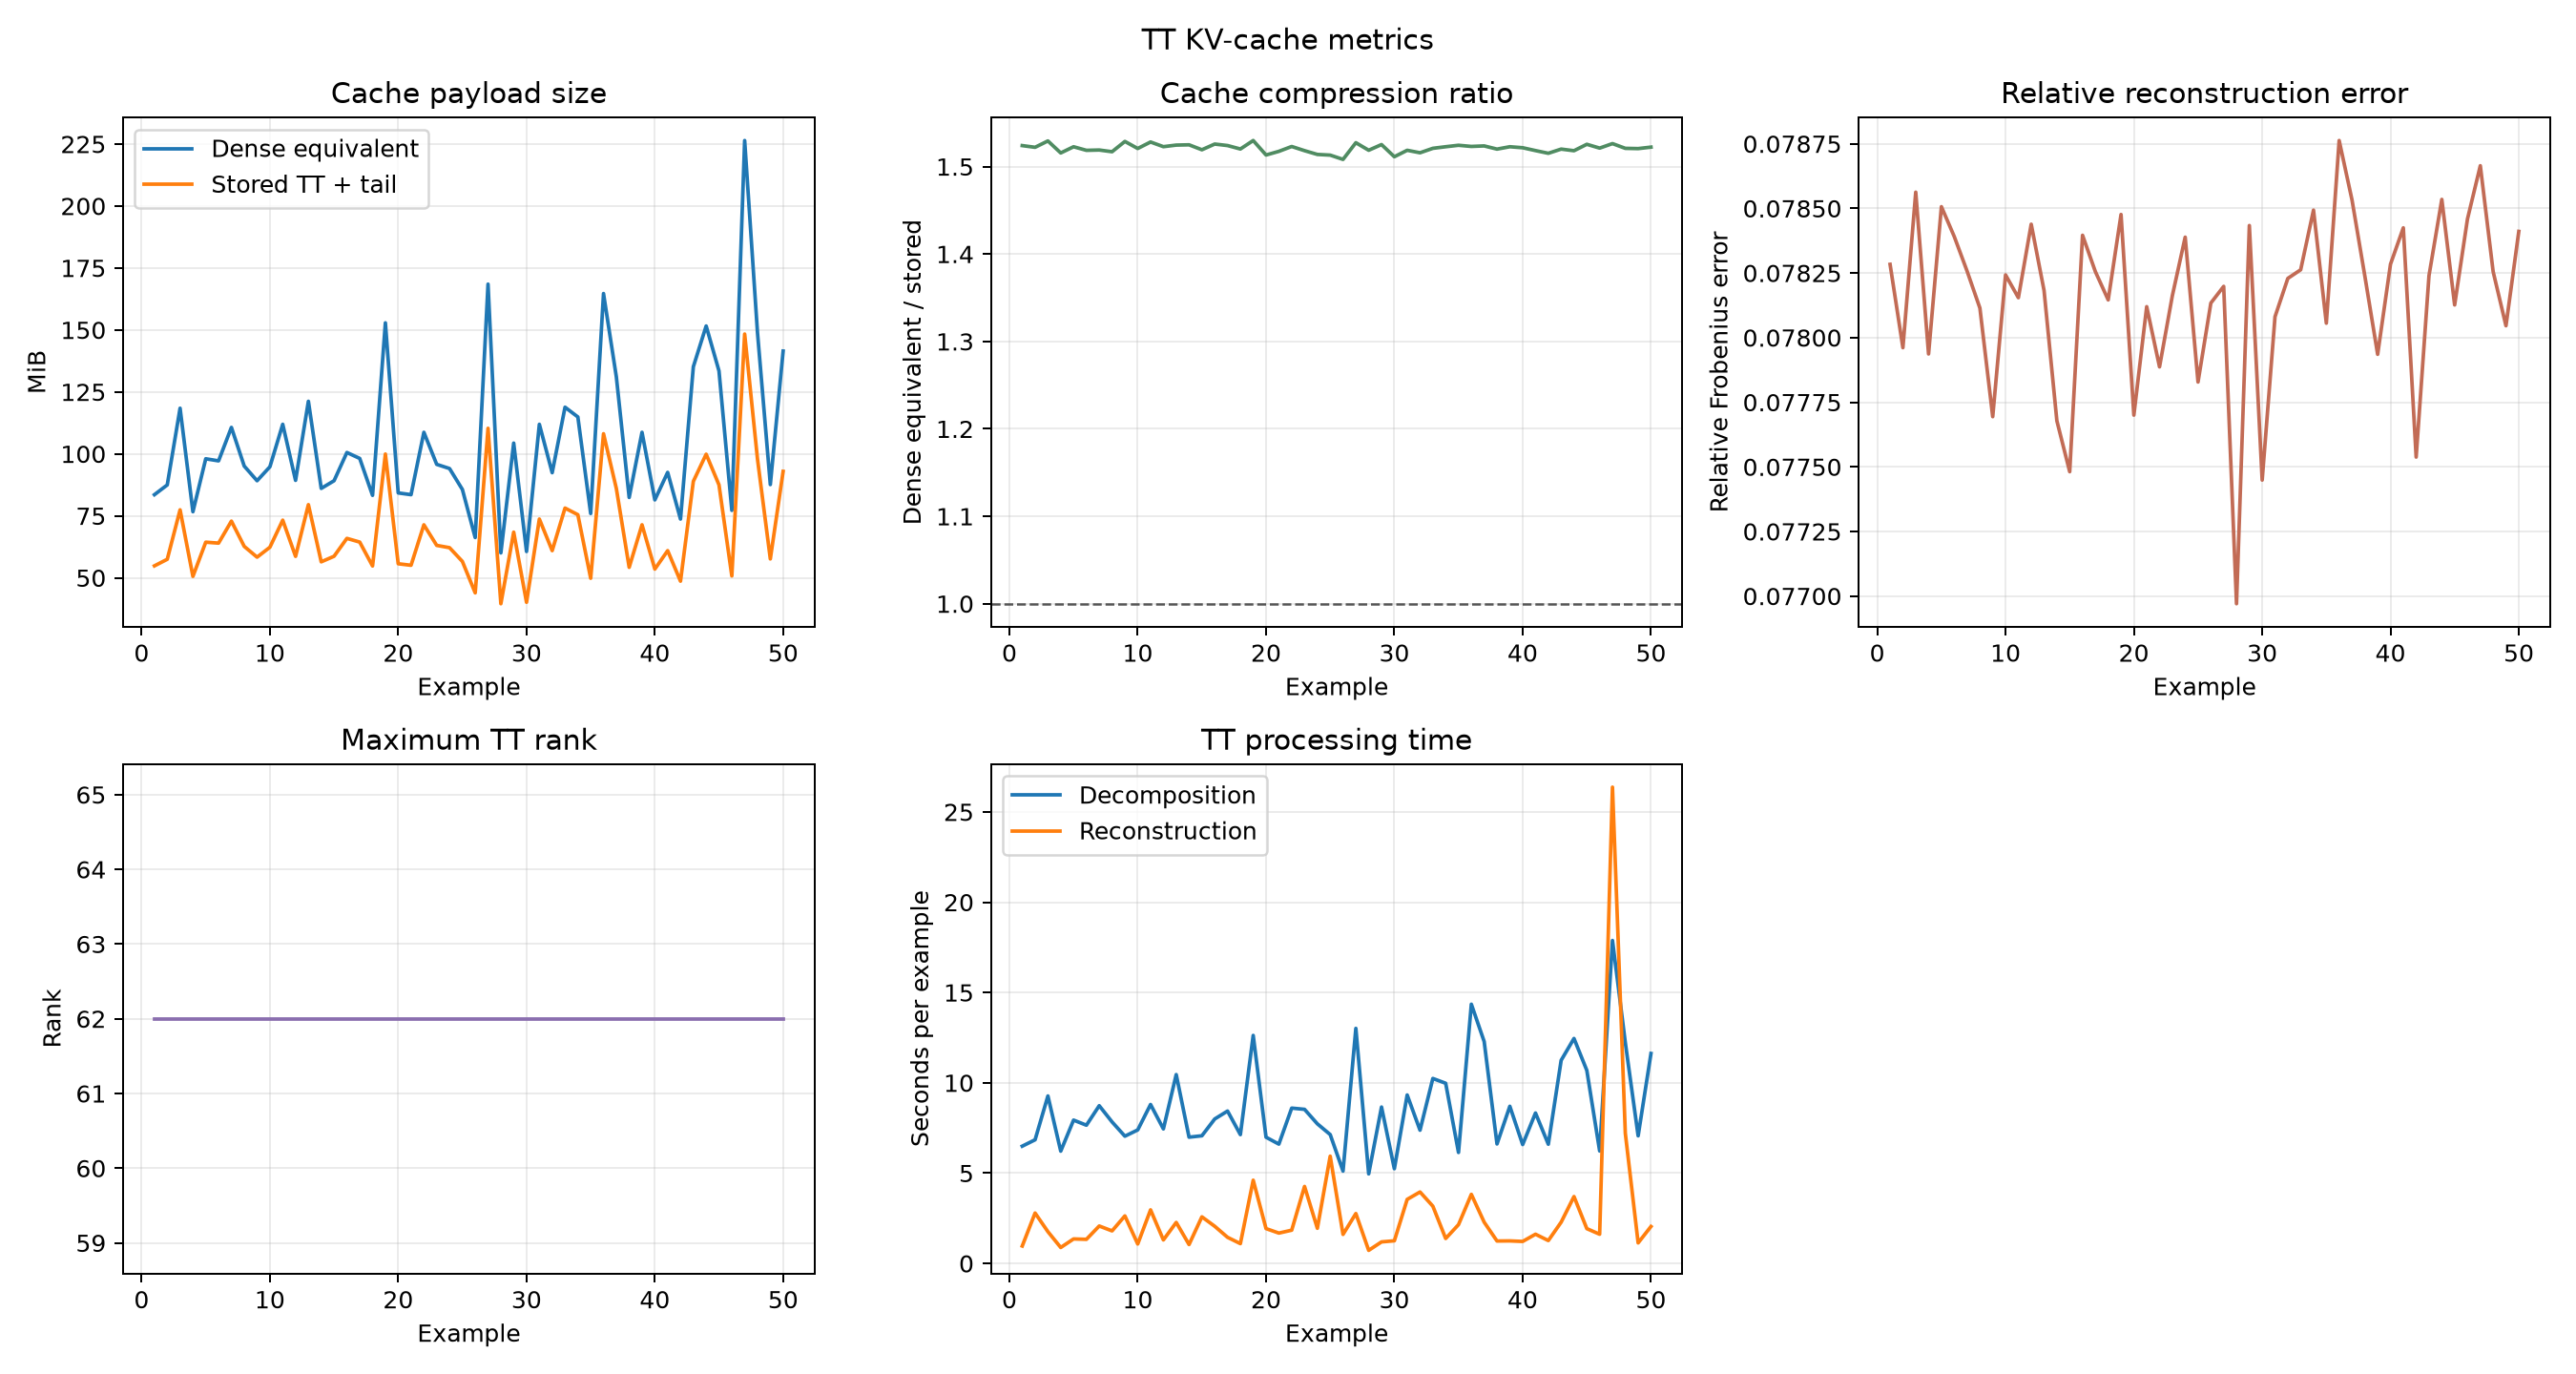 TT KV-cache metrics
Cache payload size
225
200
175
150
125
100
75
50
MiB
Dense equivalent
Stored TT + tail
0 10 20 30 40 50
Example
Cache compression ratio
1.5
1.4
1.3
1.2
1.1
1.0
Dense equivalent / stored
0 10 20 30 40 50
Example
Relative reconstruction error
0.07875
0.07850
0.07825
0.07800
0.07775
0.07750
0.07725
0.07700
Relative Frobenius error
0 10 20 30 40 50
Example
Maximum TT rank
65
64
63
62
61
60
59
Rank
0 10 20 30 40 50
Example
TT processing time
25
20
15
10
5
0
Seconds per example
Decomposition
Reconstruction
0 10 20 30 40 50
Example